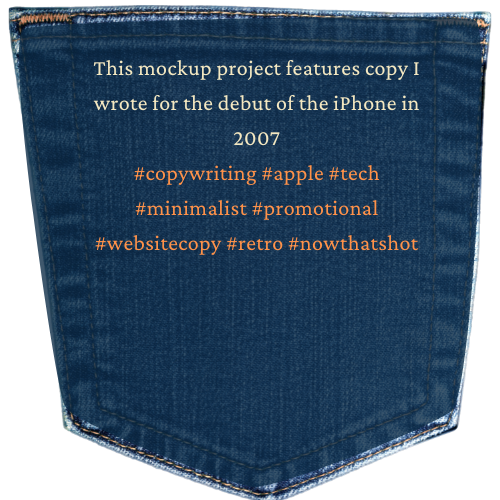 This mockup project features copy I
wrote for the debut of the iPhone in
2007
#copywriting #apple #tech
#minimalist #promotional
#websitecopy #retro #nowthatshot